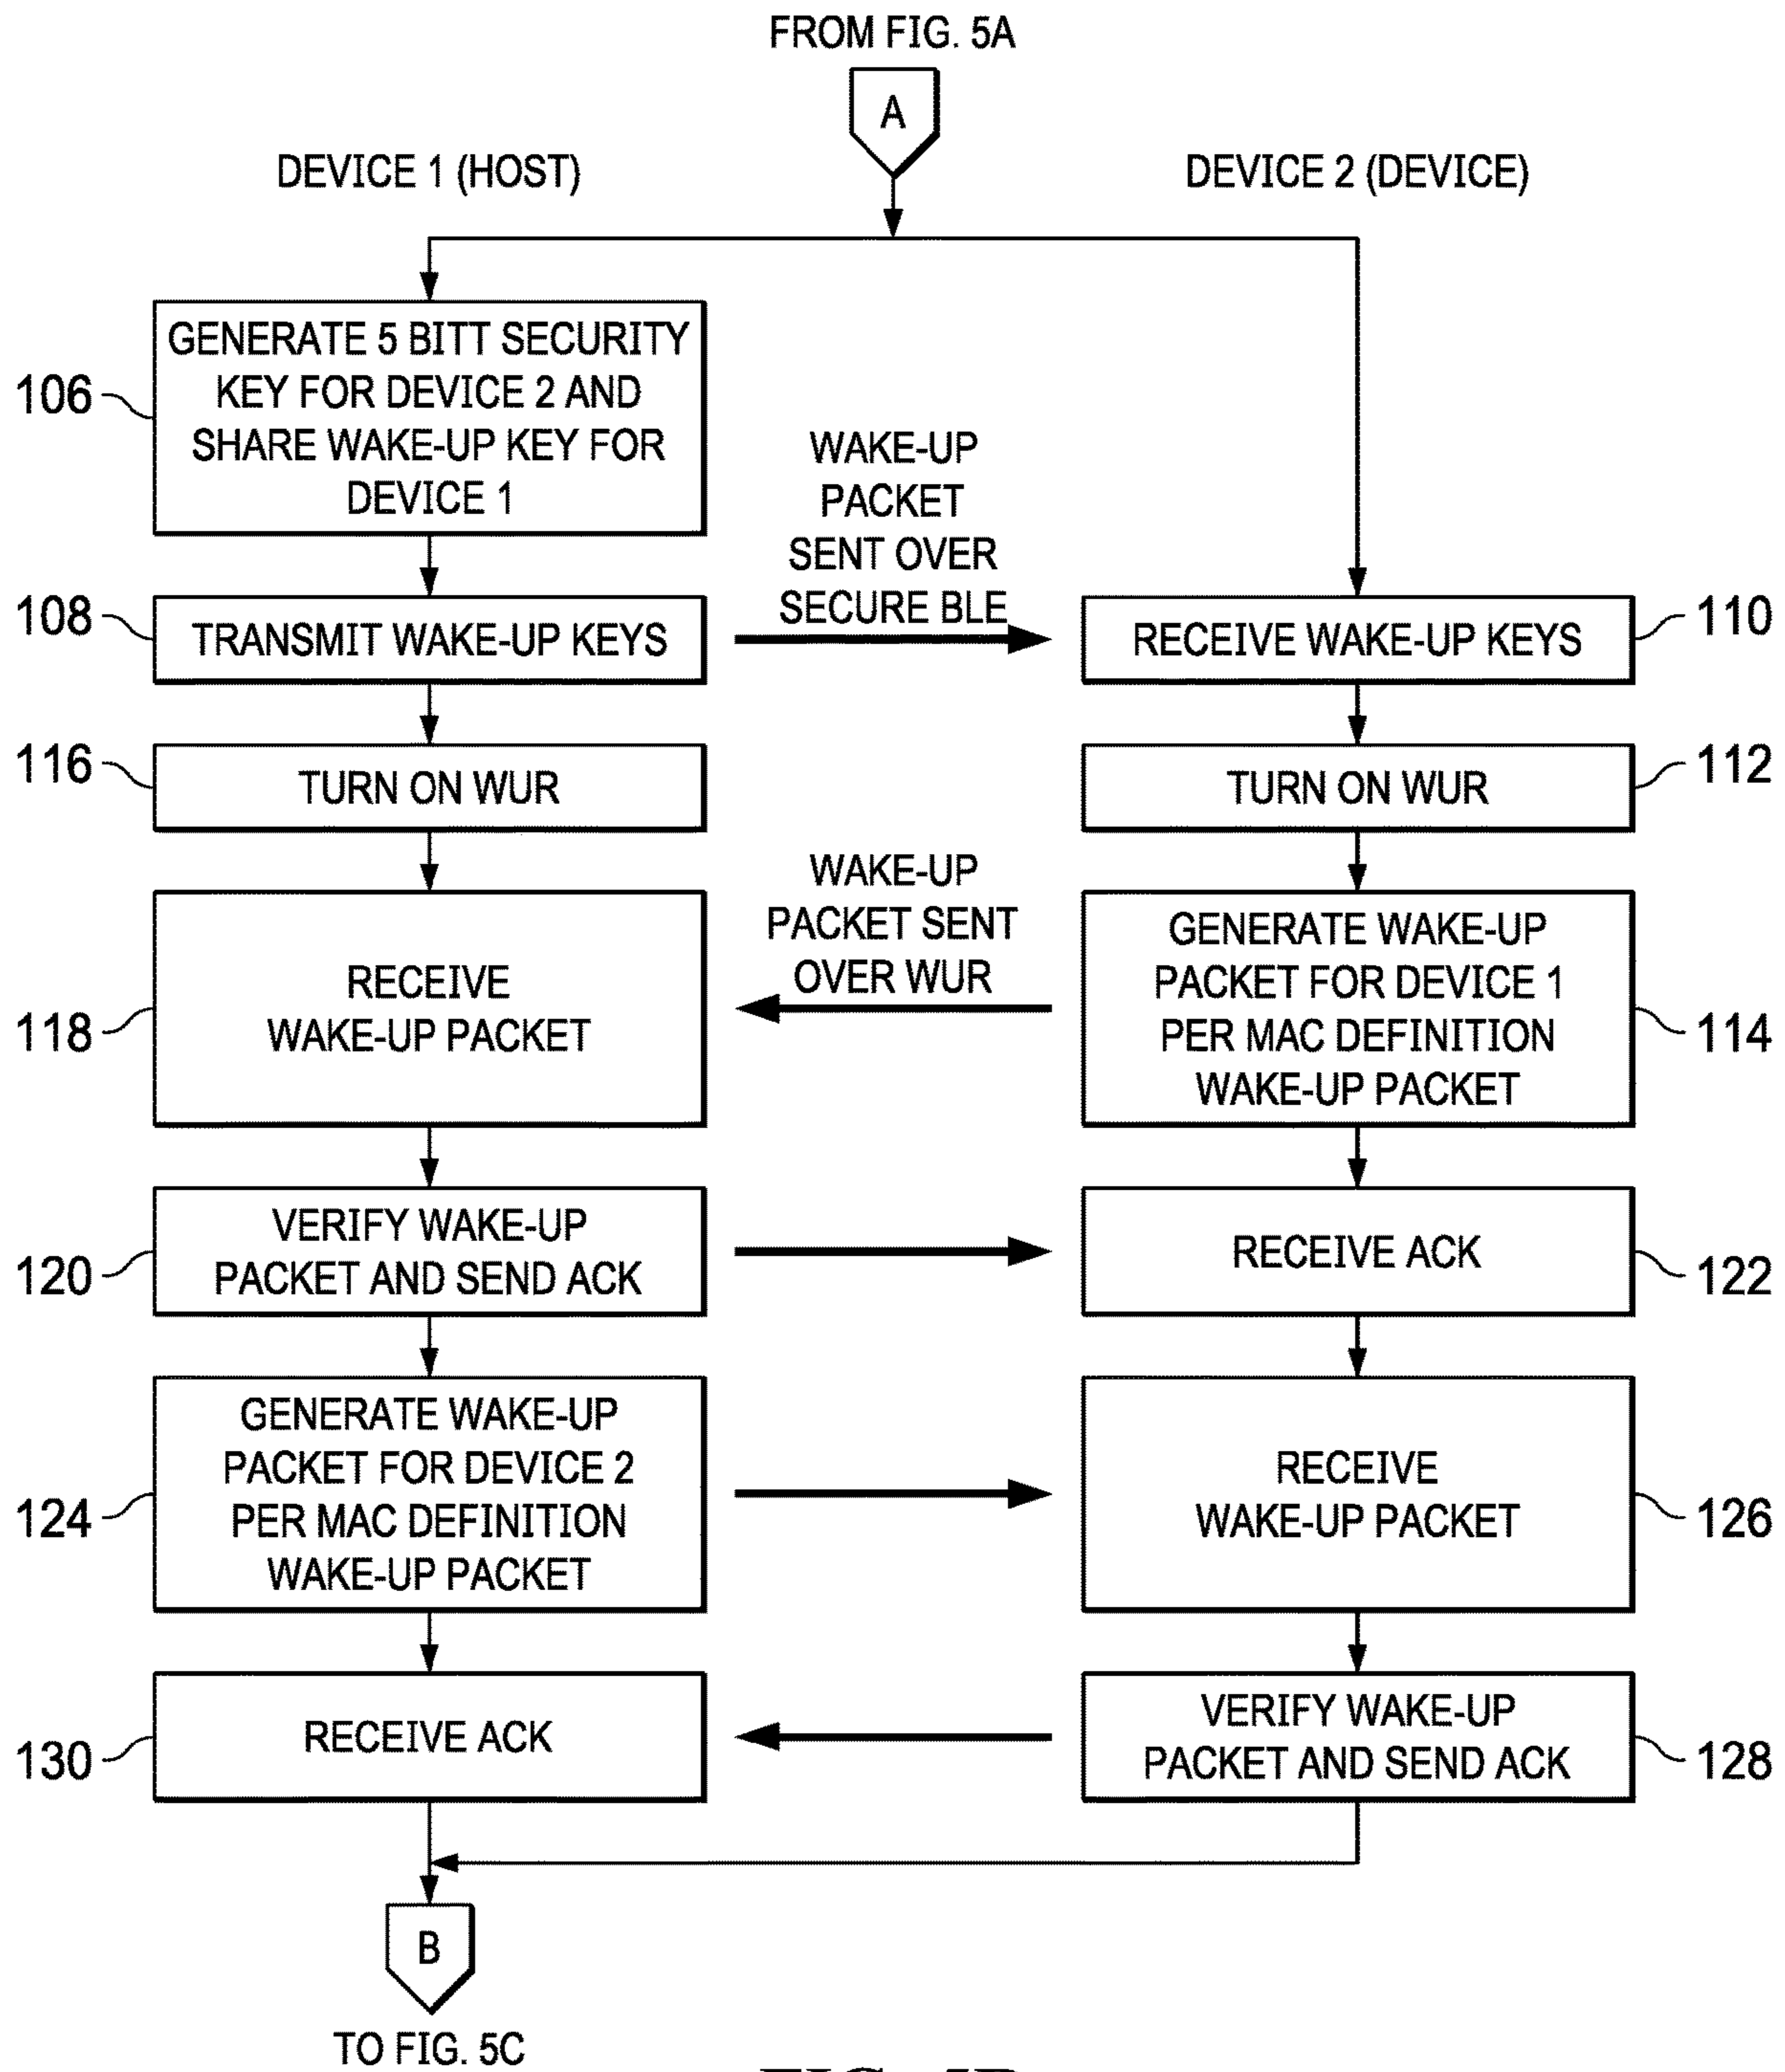 FROM FIG. 5A
A
DEVICE 1 (HOST)
DEVICE 2 (DEVICE)
106
GENERATE 5 BITT SECURITY
KEY FOR DEVICE 2 AND
SHARE WAKE-UP KEY FOR
DEVICE 1
WAKE-UP
PACKET
SENT OVER
SECURE BLE
108
TRANSMIT WAKE-UP KEYS
RECEIVE WAKE-UP KEYS
110
116
TURN ON WUR
TURN ON WUR
112
118
RECEIVE
WAKE-UP PACKET
WAKE-UP
PACKET SENT
OVER WUR
GENERATE WAKE-UP
PACKET FOR DEVICE 1
PER MAC DEFINITION
WAKE-UP PACKET
114
120
VERIFY WAKE-UP
PACKET AND SEND ACK
RECEIVE ACK
122
124
GENERATE WAKE-UP
PACKET FOR DEVICE 2
PER MAC DEFINITION
WAKE-UP PACKET
RECEIVE
WAKE-UP PACKET
126
130
RECEIVE ACK
VERIFY WAKE-UP
PACKET AND SEND ACK
128
B
TO FIG. 5C